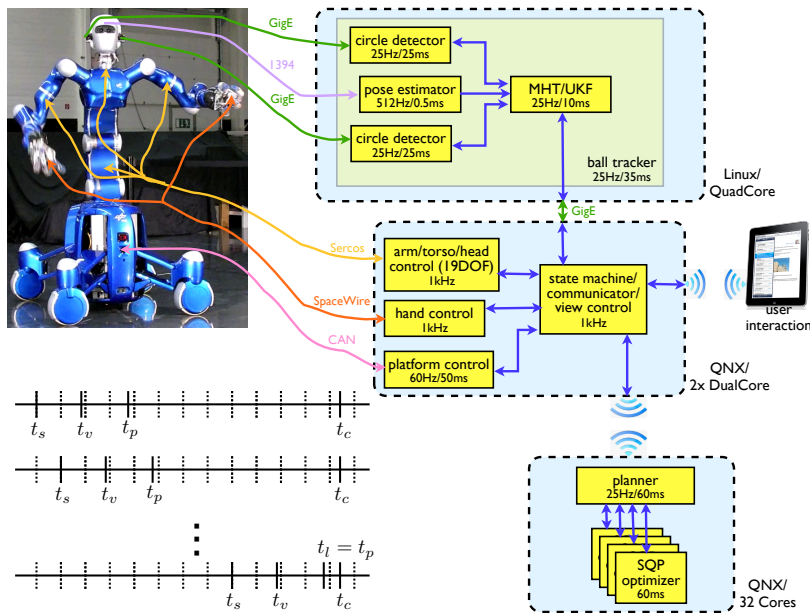 GigE
1394
GigE
circle detector
25Hz/25ms
pose estimator
512Hz/0.5ms
circle detector
25Hz/25ms
MHT/UKF
25Hz/10ms
ball tracker
25Hz/35ms
Linux/
QuadCore
GigE
Sercos
SpaceWire
CAN
arm/torso/head
control (19DOF)
1kHz
hand control
1kHz
platform control
60Hz/50ms
state machine/
communicator/
view control
1kHz
user
interaction
QNX/
2x DualCore
planner
25Hz/60ms
SQP
optimizer
60ms
QNX/
32 Cores
t_s t_v t_p t_c
t_s t_v t_p t_c
t_l = t_p
t_s t_v t_c